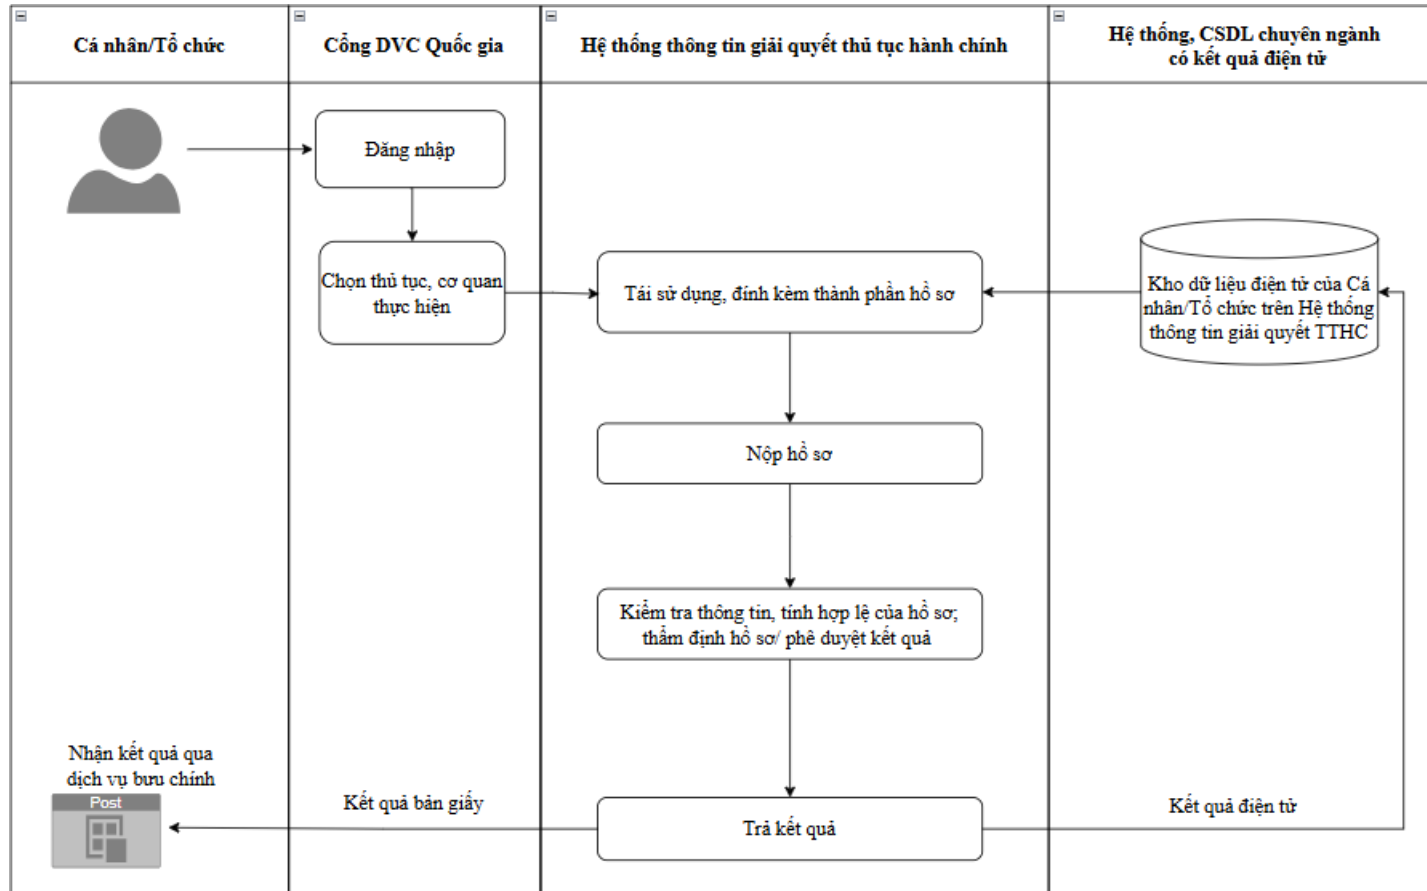 Cá nhân/Tổ chức
Cổng DVC Quốc gia
Hệ thống thông tin giải quyết thủ tục hành chính
Hệ thống, CSDL chuyên ngành
có kết quả điện tử
Đăng nhập
Chọn thủ tục, cơ quan
thực hiện
Tái sử dụng, đính kèm thành phần hồ sơ
Kho dữ liệu điện tử của Cá
nhân/Tổ chức trên Hệ thống
thông tin giải quyết TTHC
Nộp hồ sơ
Kiểm tra thông tin, tính hợp lệ của hồ sơ;
thẩm định hồ sơ/ phê duyệt kết quả
Nhận kết quả qua
dịch vụ bưu chính
Post
Kết quả bản giấy
Trả kết quả
Kết quả điện tử